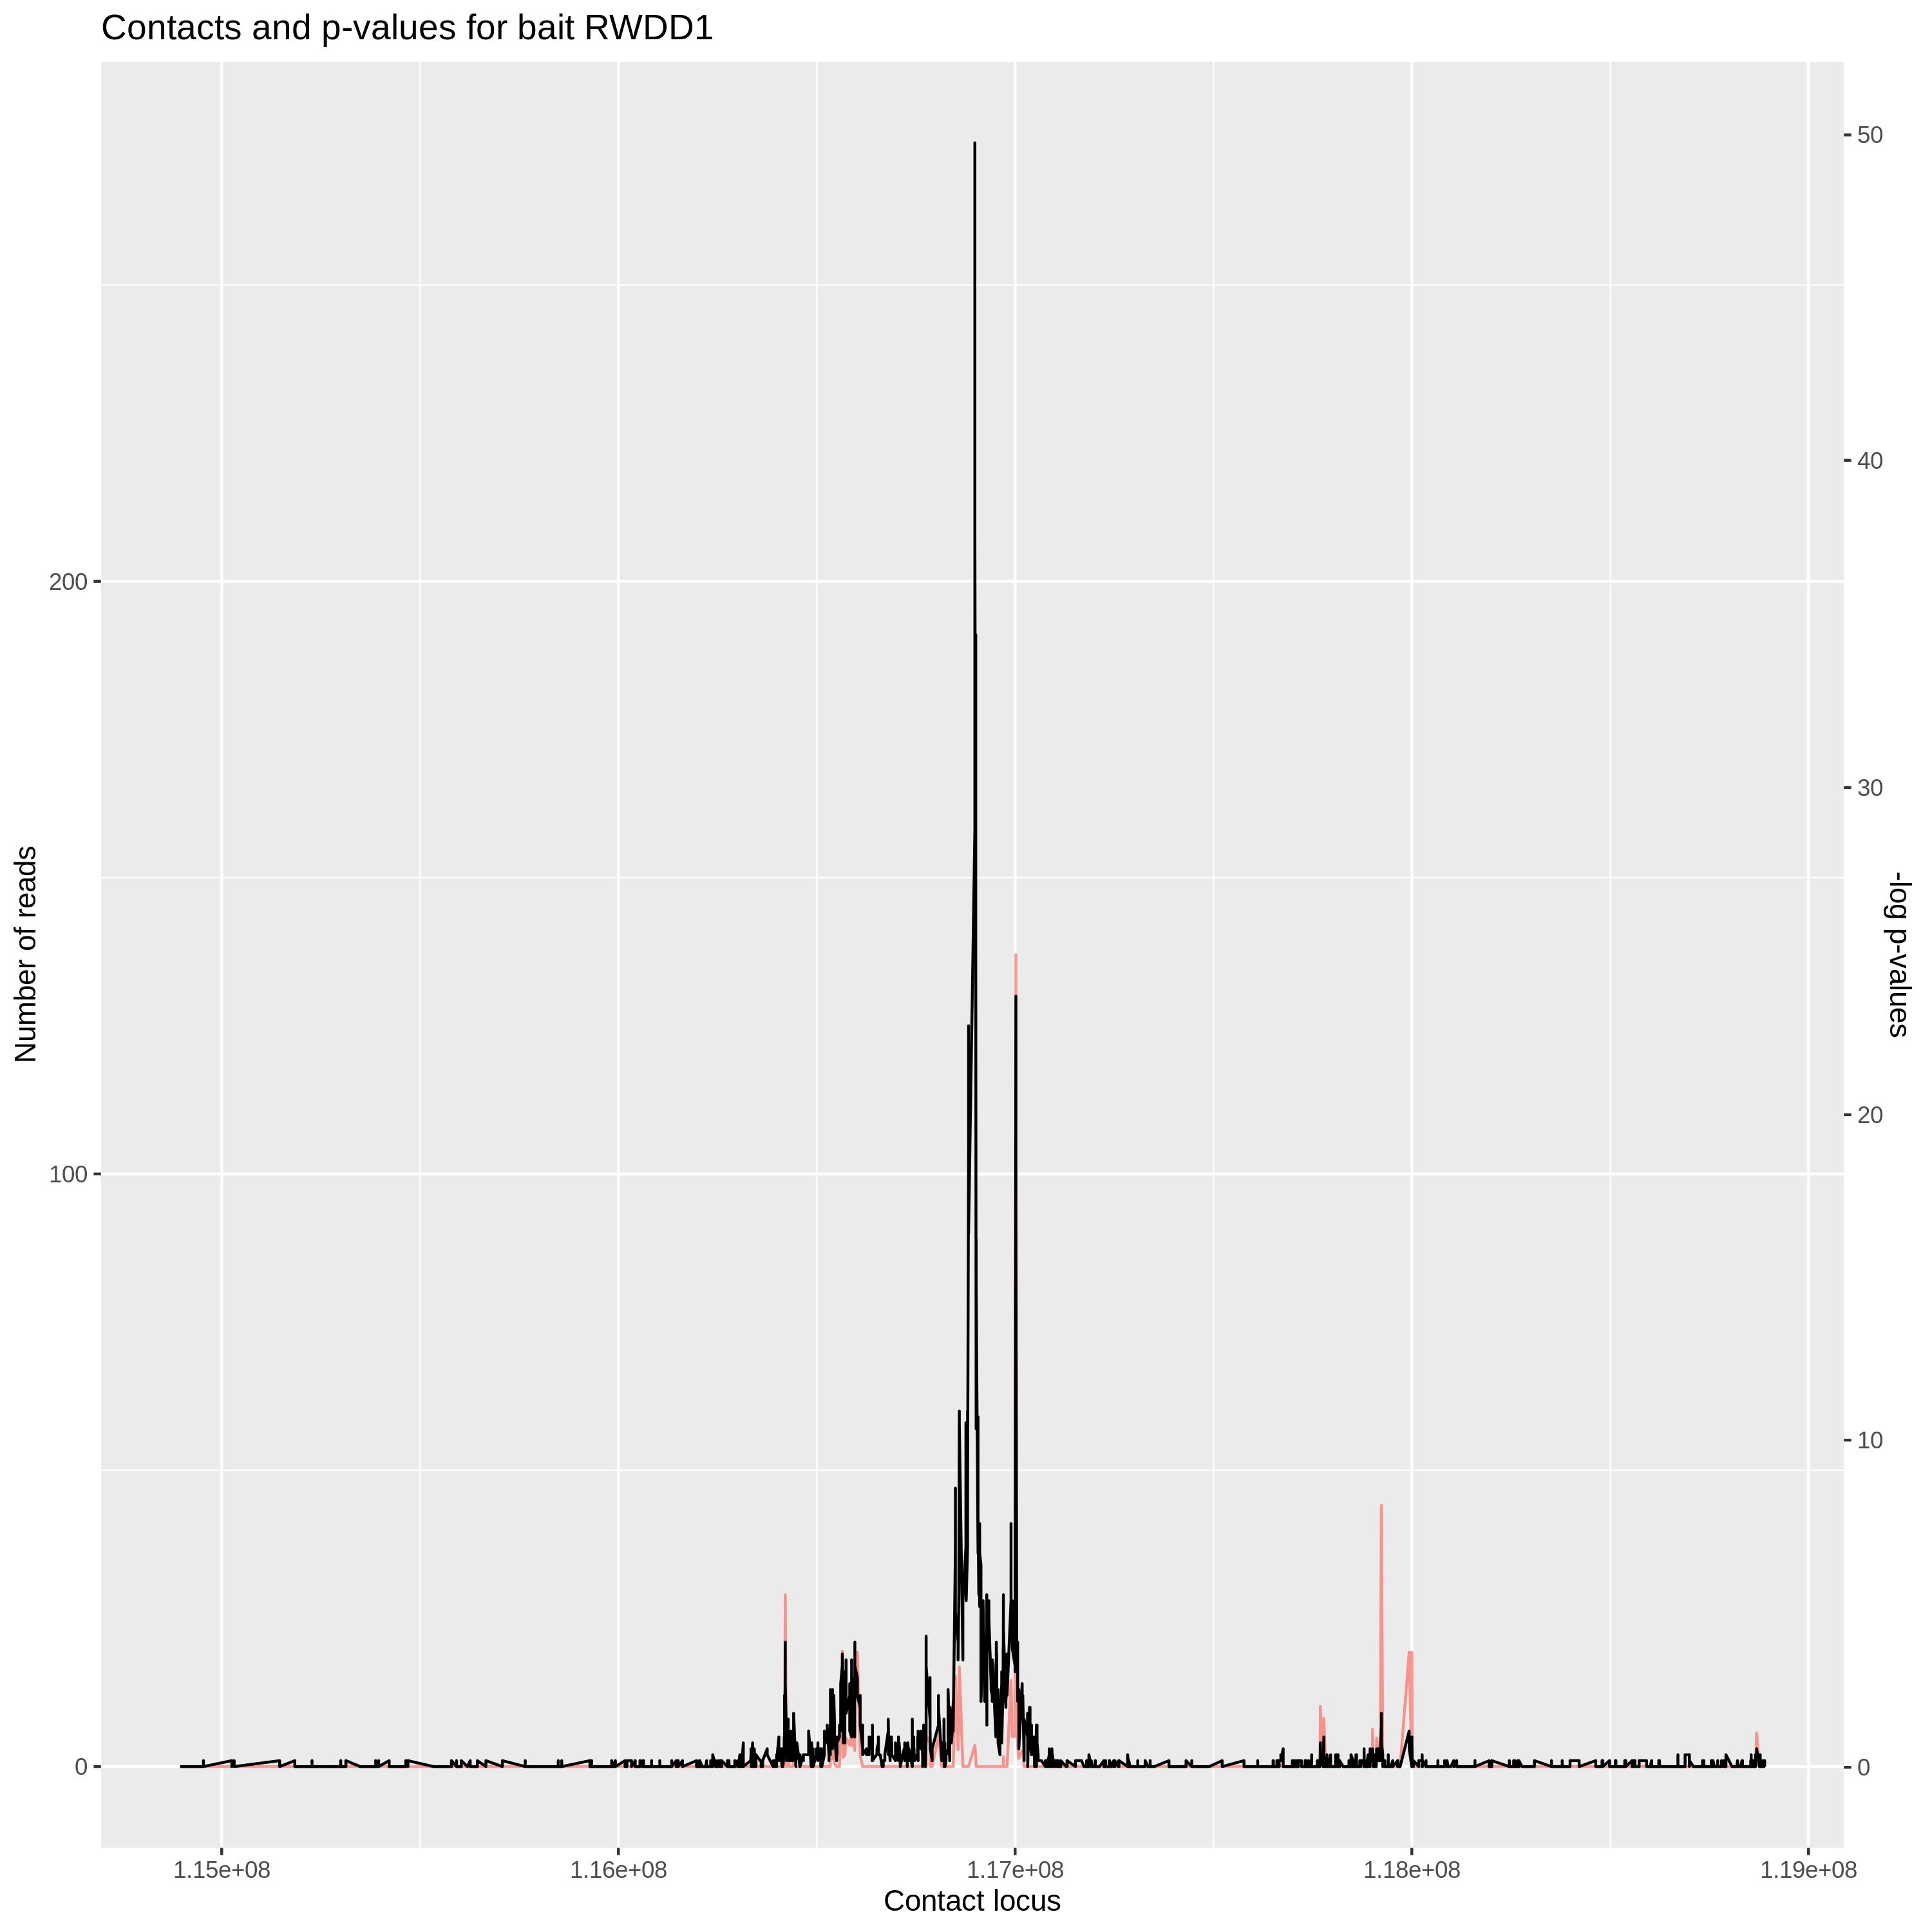 Contacts and p-values for bait RWDD1
Number of reads
200
100
0
50
40
30
20
10
0
-log p-values
1.15e+08
1.16e+08
1.17e+08
1.18e+08
1.19e+08
Contact locus